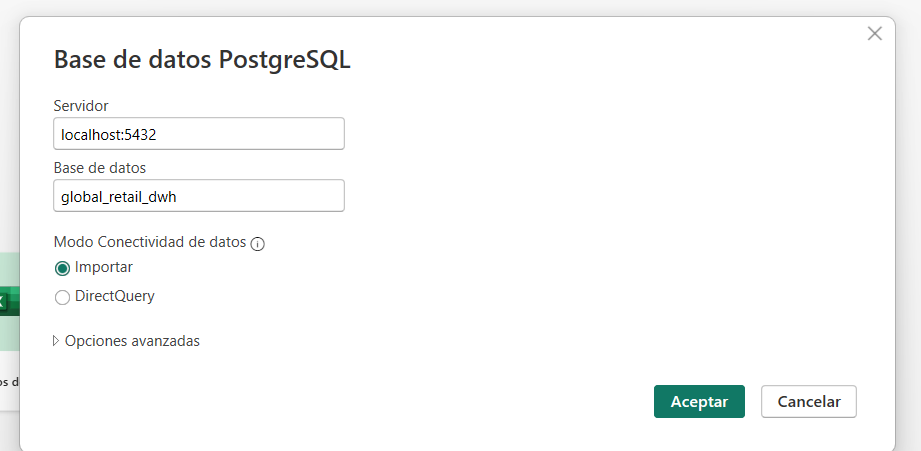 Base de datos PostgreSQL
Servidor
localhost:5432
Base de datos
global_retail_dwh
Modo Conectividad de datos
Importar
DirectQuery
Opciones avanzadas
os d
Aceptar
Cancelar